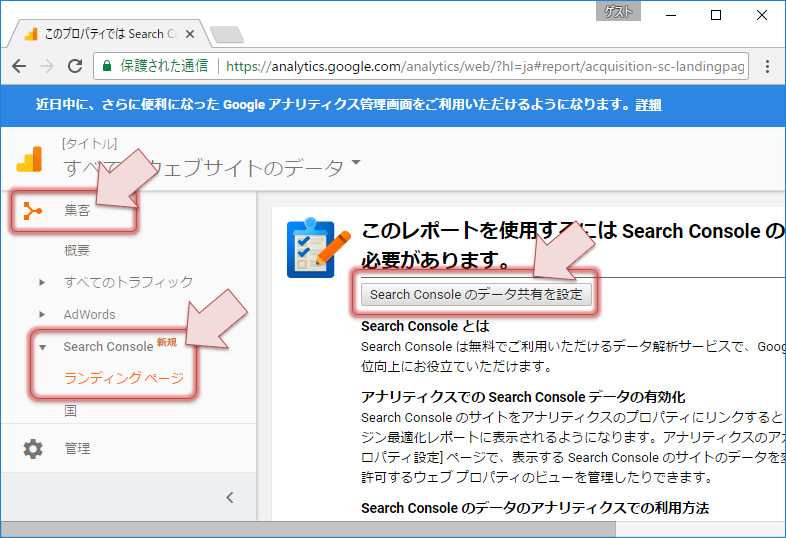 ゲスト
このプロパティでは Search Co
保護された通信
https://analytics.google.com/analytics/web/?hl=ja#report/acquisition-sc-landingpag
近日中に、さらに便利になった Google アナリティクス管理画面をご利用いただけるようになります。詳細
[タイトル]
すべて ウェブサイトのデータ
集客
概要
すべてのトラフィック
AdWords
Search Console 新規
ランディング ページ
国
管理
このレポートを使用するには Search Console の
必要があります。
Search Console のデータ共有を設定
Search Console とは
Search Console は無料でご利用いただけるデータ解析サービスで、Goog
位向上にお役立ていただけます。
アナリティクスでの Search Console データの有効化
Search Console のサイトをアナリティクスのプロパティにリンクすると、
ジン最適化レポートに表示されるようになります。アナリティクスのアカ
ロパティ設定] ページで、表示する Search Console のサイトのデータを変
許可するウェブ プロパティのビューを管理したりできます。
Search Console のデータのアナリティクスでの利用方法